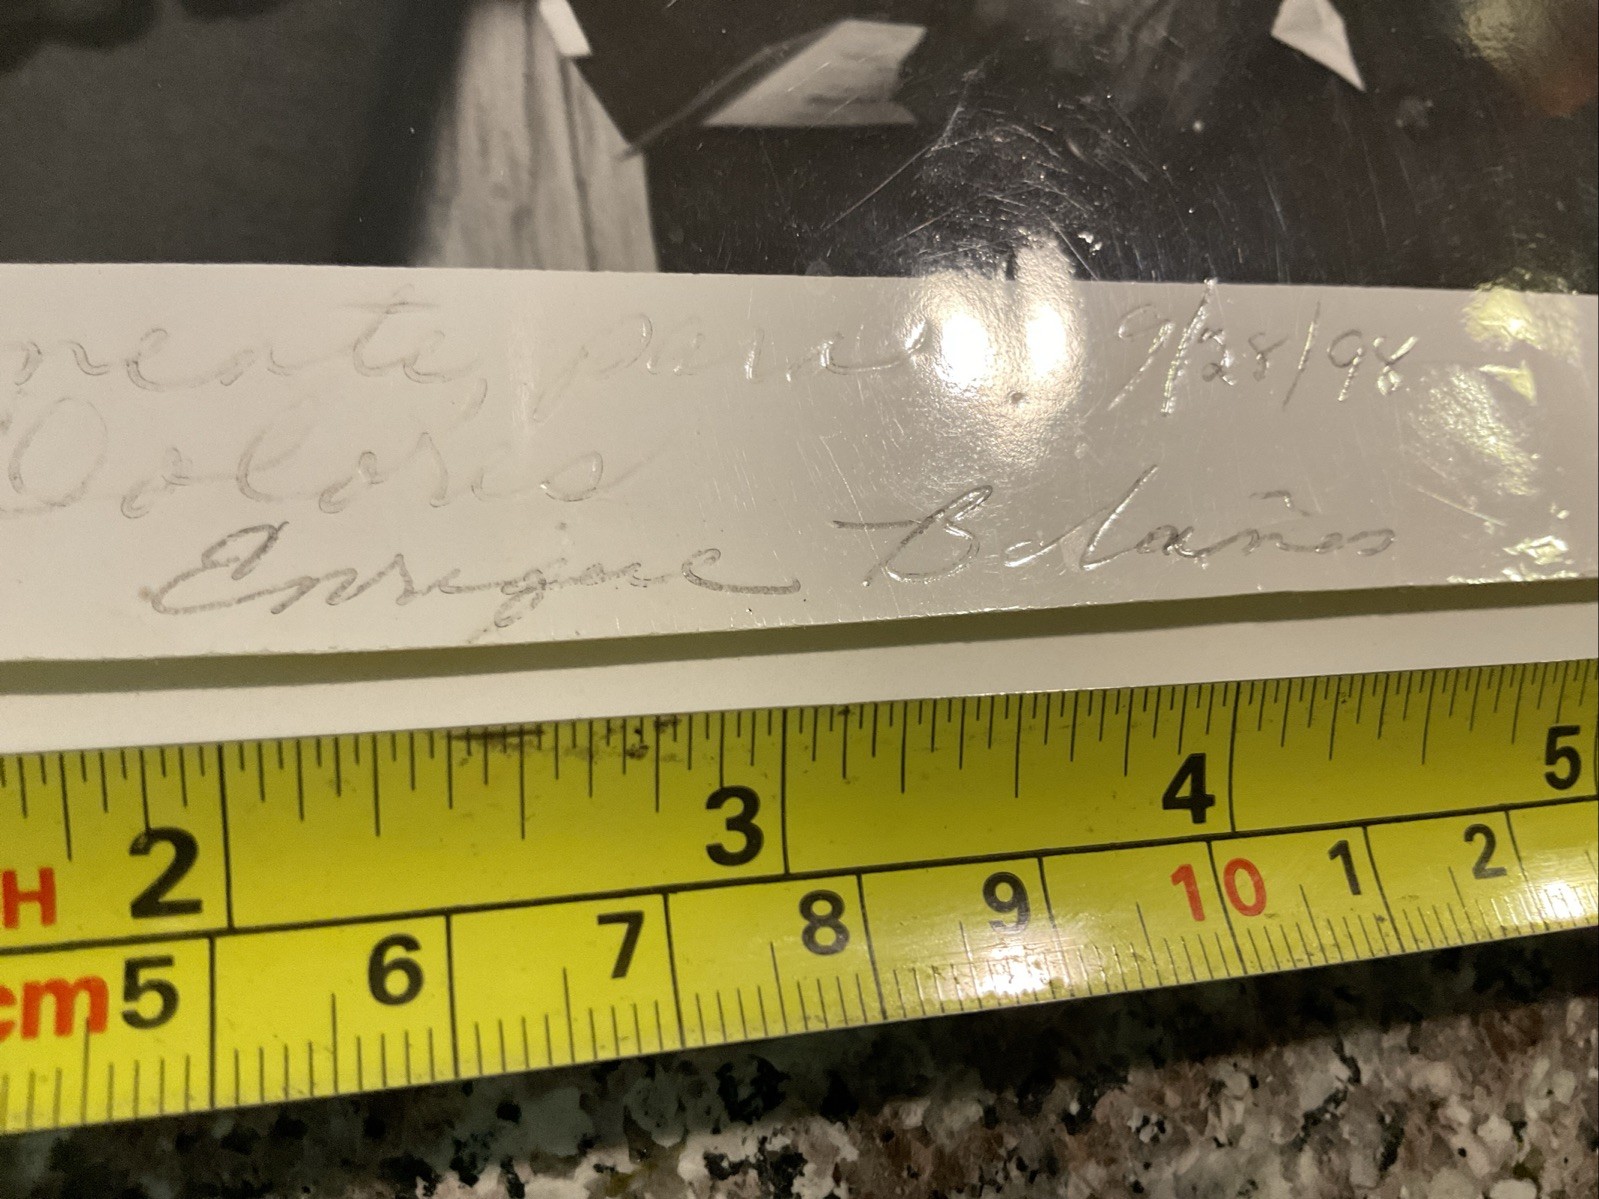 mente, para 9/28/98
Dolores
Enrique Bolaños
2 3 4 5
H
5 6 7 8 9 10 1 2
cm